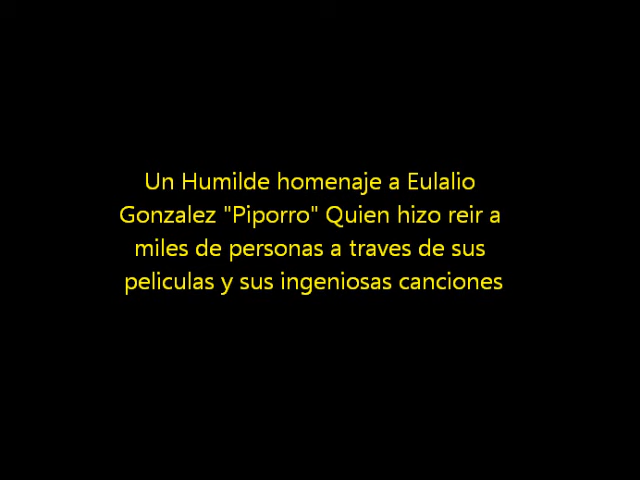 Un Humilde homenaje a Eulalio
Gonzalez "Piporro" Quien hizo reir a
miles de personas a traves de sus
peliculas y sus ingeniosas canciones